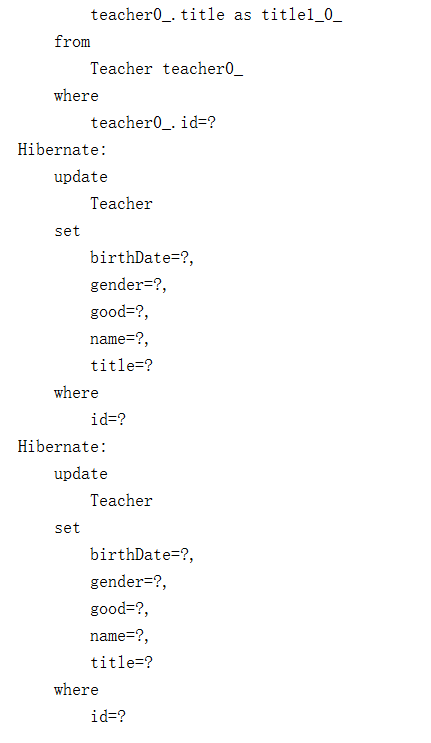 teacher0_.title as title1_0_
from
Teacher teacher0_
where
teacher0_.id=?
Hibernate:
update
Teacher
set
birthDate=?,
gender=?,
good=?,
name=?,
title=?
where
id=?
Hibernate:
update
Teacher
set
birthDate=?,
gender=?,
good=?,
name=?,
title=?
where
id=?